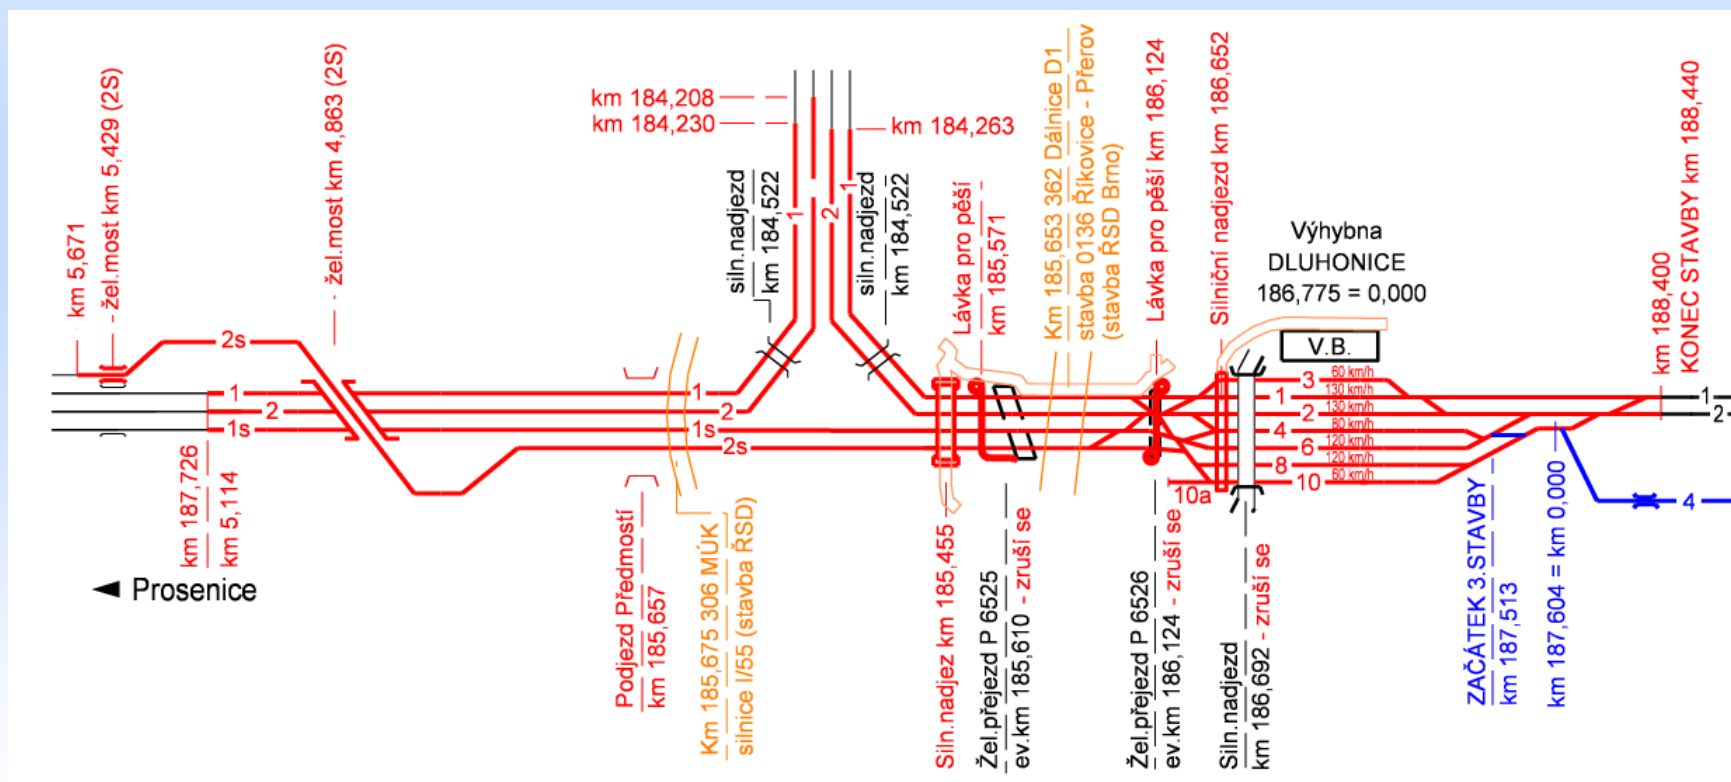 km 5,671
žel.most km 5,429 (2S)
žel.most km 4,863 (2S)
km 184,208
km 184,230
km 184,263
siln.nadjezd
km 184,522
siln.nadjezd
km 184,522
Lávka pro pěší
km 185,571
Km 185,653 362 Dálnice D1
stavba 0136 Říkovice - Přerov
(stavba ŘSD Brno)
Lávka pro pěší km 186,124
Silniční nadjezd km 186,652
Výhybna
DLUHONICE
186,775 = 0,000
V.B.
km 188,400
KONEC STAVBY km 188,440
1
2
1
2s
1
2
1s
1
2
1s
2s
3 60 km/h
1 130 km/h
2 130 km/h
4 80 km/h
6 120 km/h
8 120 km/h
10 60 km/h
10a
1
2
4
km 187,726
km 5,114
Prosenice
Podjezd Předmostí
km 185,657
Km 185,675 306 MÚK
silnice I/55 (stavba ŘSD)
Siln.nadjez km 185,455
Žel.přejezd P 6525
ev.km 185,610 - zruší se
Žel.přejezd P 6526
ev.km 186,124 - zruší se
Siln.nadjezd
km 186,692 - zruší se
ZAČÁTEK 3.STAVBY
km 187,513
km 187,604 = km 0,000